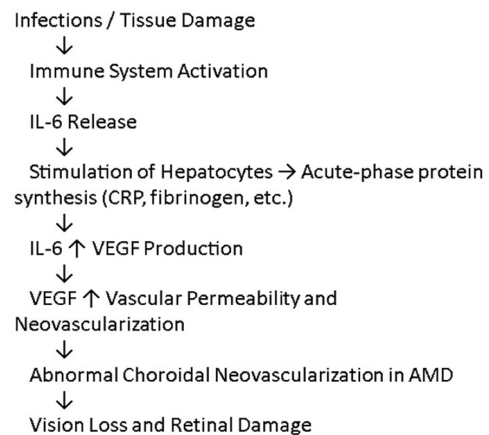 Infections / Tissue Damage
↓
Immune System Activation
↓
IL-6 Release
↓
Stimulation of Hepatocytes → Acute-phase protein
synthesis (CRP, fibrinogen, etc.)
↓
IL-6 ↑ VEGF Production
↓
VEGF ↑ Vascular Permeability and
Neovascularization
↓
Abnormal Choroidal Neovascularization in AMD
↓
Vision Loss and Retinal Damage